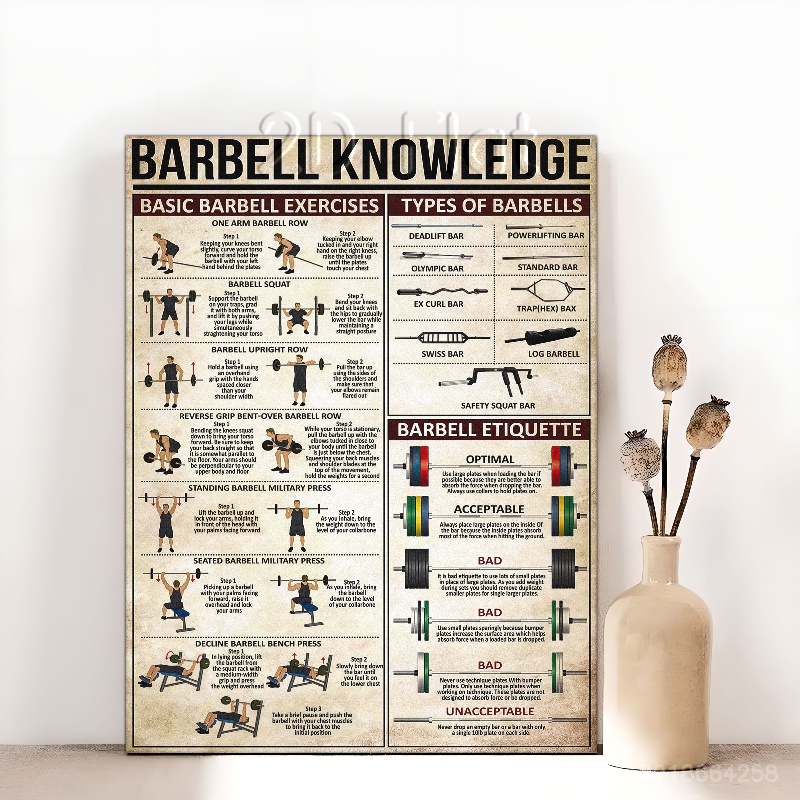 2D Flat
BARBELL KNOWLEDGE
BASIC BARBELL EXERCISES
ONE ARM BARBELL ROW
Step 1
Keeping your knees bent
slightly, curve your torso
forward and hold the
barbell with your left
hand behind the plates
Step 2
Keeping your elbow
tucked in and your right
hand on the right knee,
raise the barbell up
until the plates
touch your chest
BARBELL SQUAT
Step 1
Support the barbell
on your traps, grad
it with both arms,
and lift it by pushing
your legs while
simultaneously
straghtening your torso
Step 2
Bend your knees
and sit back with
the hips to gradually
lower the bar while
maintaining a
straight posture
BARBELL UPRIGHT ROW
Step 1
Hold a barbell using
an overhand
grip with the hands
spaced closer
than your
shoulder width
Step 2
Pull the bar up
using the sides of
the shoulders and
make sure that
your elbows remain
flared out
REVERSE GRIP BENT-OVER BARBELL ROW
Step 1
Bending the knees squat
down to bring your torso
forward. Be sure to keep
your back straight so that
it is somewhat parallel to
the floor. Your arms should
be perpendicular to your
upper body and floor
Step 2
While your torso is stationary,
pull the barbell up with the
elbows tucked in close to
your body until the barbell
is just below the chest.
Squeering your back muscles
and shoulder blades at the
top of the movement,
hold the weights for a second
STANDING BARBELL MILITARY PRESS
Step 1
Lift the barbell up and
lock your arms, holding it
in front of the head with
your palms facing forward
Step 2
As you inhale, bring
the weight down to the
level of your collarbone
SEATED BARBELL MILITARY PRESS
Step 1
Picking up a barbell
with your palms facing
forward, raise it
overhead and lock
your arms
Step 2
As you inhale, bring
the barbell
down to the level
of your collarbone
DECLINE BARBELL BENCH PRESS
Step 1
In lying position, lift
the barbell from
the squat rack with
a medium-width
grip and press
the weight overhead
Step 2
Slowly bring down
the bar until
you feel it on
the lower chest
Step 3
Take a brief pause and push the
barbell with your chest muscles
to bring it back to the
initial position
TYPES OF BARBELLS
DEADLIFT BAR
POWERLIFTING BAR
OLYMPIC BAR
STANDARD BAR
EX CURL BAR
TRAP(HEX) BAX
SWISS BAR
LOG BARBELL
SAFETY SQUAT BAR
BARBELL ETIQUETTE
OPTIMAL
Use large plates when loading the bar if
possible because they are better able to
absorb the force when dropping the bar.
Always use collars to hold plates on.
ACCEPTABLE
Always place large plates on the inside Of
the bar because the inside plates absorb
most of the force when hitting the ground.
BAD
It is bad etiquette to use lots of small plates
in place of large plates. As you add weight
during sets you should remove duplicate
smaller plates for single larger plates.
BAD
Use small plates sparingly because bumper
plates increase the surface area which helps
absorb force when a loaded bar is dropped.
BAD
Never use technique plates With bumper
plates. Only use technique plates when
working on technique. These plates are not
designed to absorb force or be dropped.
UNACCEPTABLE
Never drop an empty bar or a bar with only
a single 10lb plate on each side.
18664258